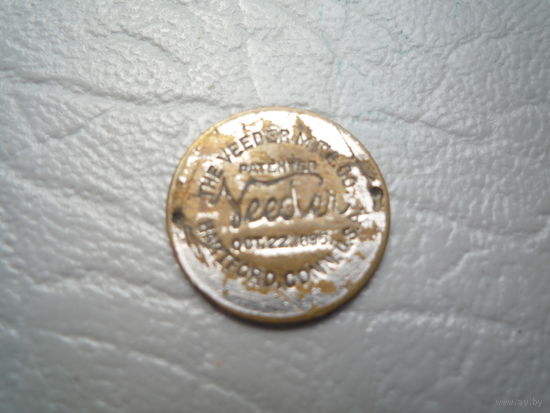 THE VEEDER MFG. CO.
PATENTED
Veeder
OCT. 22. 1895
HARTFORD, CONN. U.S.A.
www.ay.by